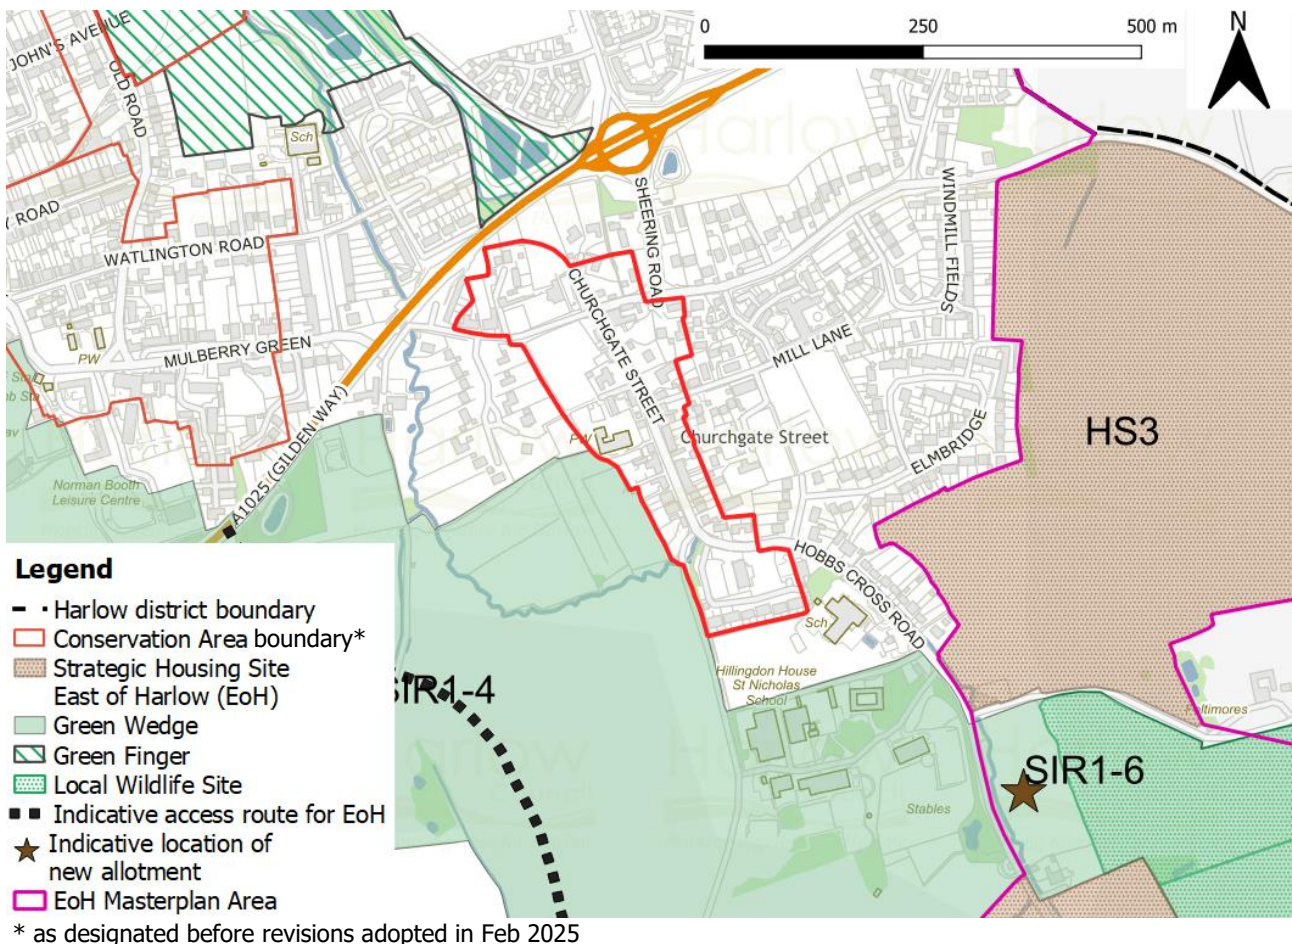 JOHN'S AVENUE
OLD ROAD
Sch
0 250 500 m
N
Y ROAD
WATLINGTON ROAD
SHEERING ROAD
WINDMILL FIELDS
CHURCHGATE STREET
PW
MULBERRY GREEN
MILL LANE
A1025 (GILDEN WAY)
PW
Churchgate Street
ELMBRIDGE
HS3
Norman Booth
Leisure Centre
HOBBS CROSS ROAD
Sch
Hillingdon House
St Nicholas
School
SIR1-4
Feltimores
SIR1-6
Stables
Legend
Harlow district boundary
Conservation Area boundary*
Strategic Housing Site
East of Harlow (EoH)
Green Wedge
Green Finger
Local Wildlife Site
Indicative access route for EoH
Indicative location of
new allotment
EoH Masterplan Area
* as designated before revisions adopted in Feb 2025